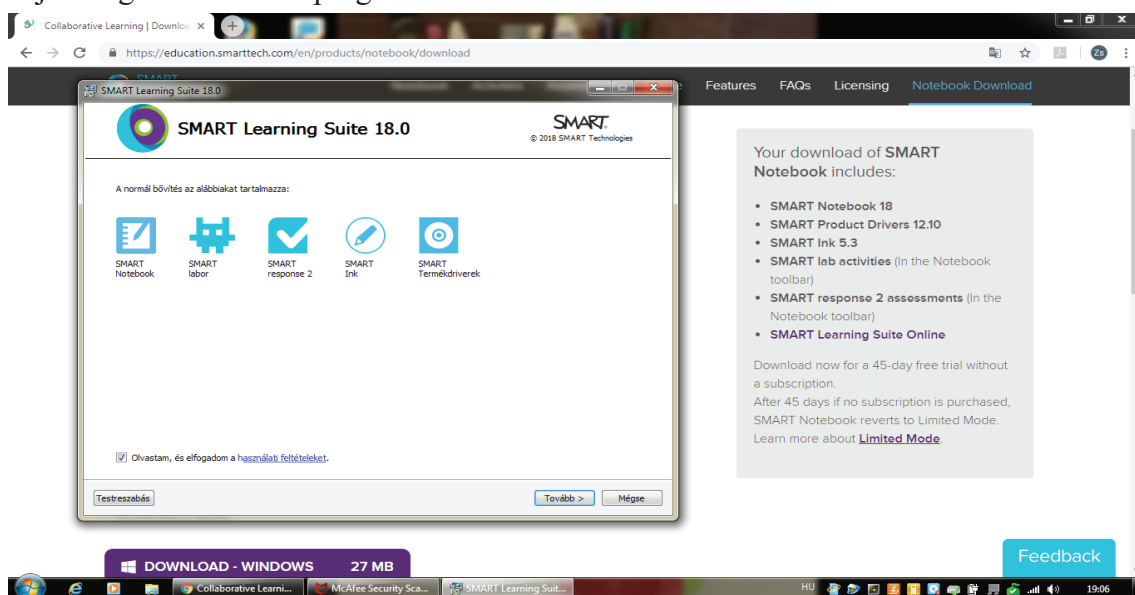 Collaborative Learning | Downloa
https://education.smarttech.com/en/products/notebook/download
Zs
Features FAQs Licensing Notebook Download
SMART Learning Suite 18.0
SMART Learning Suite 18.0
SMART
© 2018 SMART Technologies
A normál bővítés az alábbiakat tartalmazza:
SMART Notebook
SMART labor
SMART response 2
SMART Ink
SMART Termékdriverek
Olvastam, és elfogadom a használati feltételeket.
Testreszabás
Tovább >
Mégse
Your download of SMART
Notebook includes:
• SMART Notebook 18
• SMART Product Drivers 12.10
• SMART Ink 5.3
• SMART lab activities (In the Notebook
toolbar)
• SMART response 2 assessments (In the
Notebook toolbar)
• SMART Learning Suite Online
Download now for a 45-day free trial without
a subscription.
After 45 days if no subscription is purchased,
SMART Notebook reverts to Limited Mode.
Learn more about Limited Mode.
DOWNLOAD - WINDOWS 27 MB
Feedback
Collaborative Learni...
McAfee Security Sca...
SMART Learning Suit...
HU
19:06